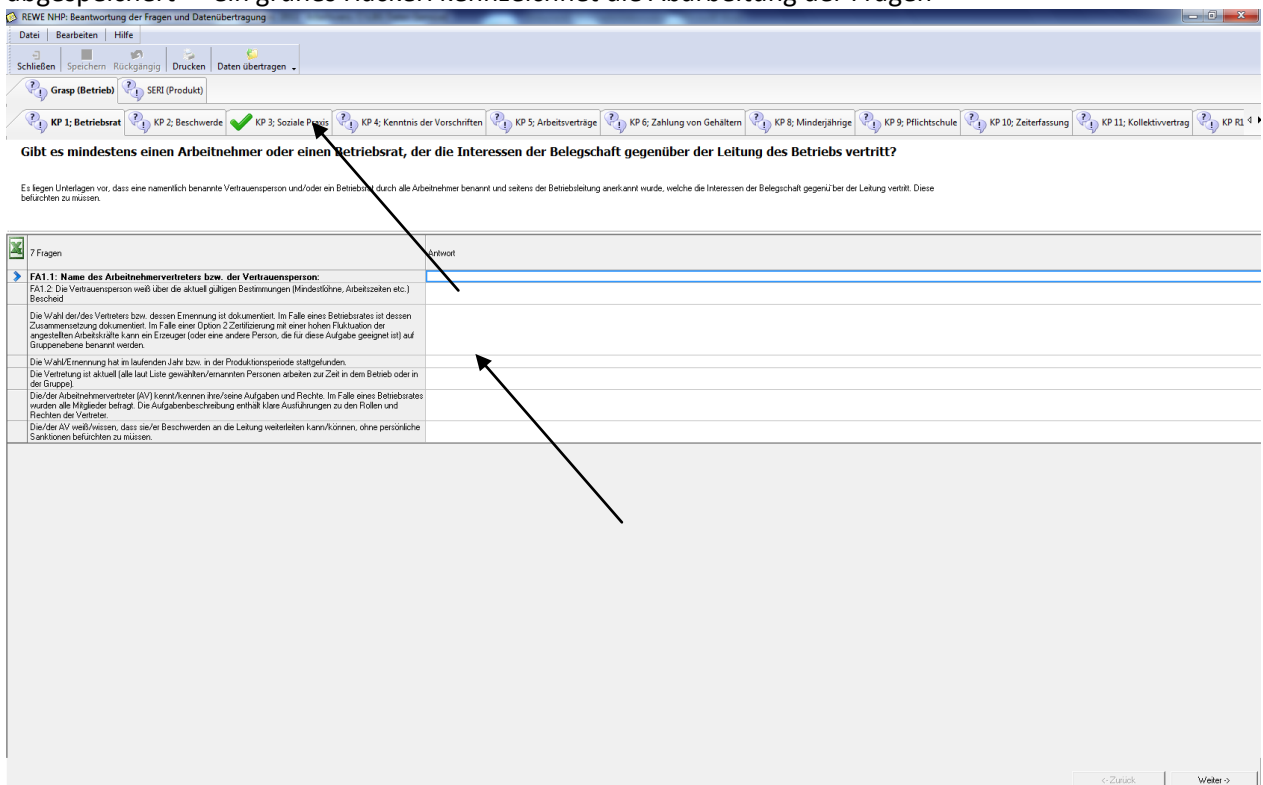 abgespeichert – ein grünes Häcken kennzeichnet die Abarbeitung der Fragen
REWE NHP: Beantwortung der Fragen und Datenübertragung
Datei Bearbeiten Hilfe
Schließen Speichern Rückgängig Drucken Daten übertragen
Grasp (Betrieb) SERI (Produkt)
KP 1; Betriebsrat KP 2; Beschwerde KP 3; Soziale Praxis KP 4; Kenntnis der Vorschriften KP 5; Arbeitsverträge KP 6; Zahlung von Gehältern KP 8; Minderjährige KP 9; Pflichtschule KP 10; Zeiterfassung KP 11; Kollektivvertrag KP R1
Gibt es mindestens einen Arbeitnehmer oder einen Betriebsrat, der die Interessen der Belegschaft gegenüber der Leitung des Betriebs vertritt?
Es liegen Unterlagen vor, dass eine namentlich benannte Vertrauensperson und/oder ein Betriebsrat durch alle Arbeitnehmer benannt und seitens der Betriebsleitung anerkannt wurde, welche die Interessen der Belegschaft gegenüber der Leitung vertritt. Diese
befürchten zu müssen.
7 Fragen Antwort
FA1.1: Name des Arbeitnehmervertreters bzw. der Vertrauensperson:
FA1.2: Die Vertrauensperson weiß über die aktuell gültigen Bestimmungen (Mindestlöhne, Arbeitszeiten etc.)
Bescheid
Die Wahl der/des Vertreters bzw. dessen Ernennung ist dokumentiert. Im Falle eines Betriebsrates ist dessen
Zusammensetzung dokumentiert. Im Falle einer Option 2 Zertifizierung mit einer hohen Fluktuation der
angestellten Arbeitskräfte kann ein Erzeuger (oder eine andere Person, die für diese Aufgabe geeignet ist) auf
Gruppenebene benannt werden.
Die Wahl/Ernennung hat im laufenden Jahr bzw. in der Produktionsperiode stattgefunden.
Die Vertretung ist aktuell (alle laut Liste gewählten/ernannten Personen arbeiten zur Zeit in dem Betrieb oder in
der Gruppe).
Die/der Arbeitnehmervertreter (AV) kennt/kennen ihre/seine Aufgaben und Rechte. Im Falle eines Betriebsrates
wurden alle Mitglieder befragt. Die Aufgabenbeschreibung enthält klare Ausführungen zu den Rollen und
Rechten der Vertreter.
Die/der AV weiß/wissen, dass sie/er Beschwerden an die Leitung weiterleiten kann/können, ohne persönliche
Sanktionen befürchten zu müssen.
<- Zurück Weiter ->